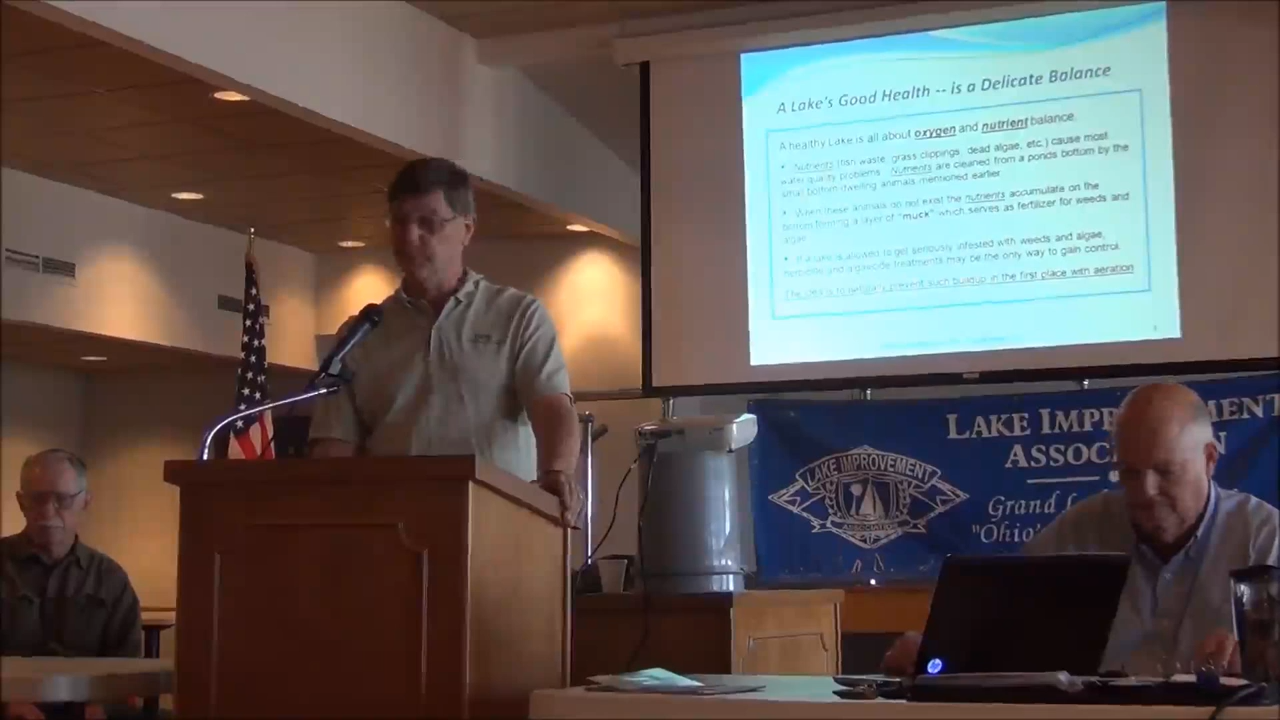 A Lake's Good Health -- is a Delicate Balance
A healthy Lake is all about oxygen and nutrient balance.
• Nutrients (fish waste, grass clippings, dead algae, etc.) cause most
water quality problems. Nutrients are cleaned from a ponds bottom by the
small bottom-dwelling animals mentioned earlier.
• When these animals do not exist the nutrients accumulate on the
bottom forming a layer of "muck" which serves as fertilizer for weeds and
algae.
• If a lake is allowed to get seriously infested with weeds and algae,
herbicide and algaecide treatments may be the only way to gain control.
The idea is to naturally prevent such buildup in the first place with aeration
LAKE IMPROVEMENT
ASSOCIATION
LAKE
ASSOC
Grand
"Ohio's
hp